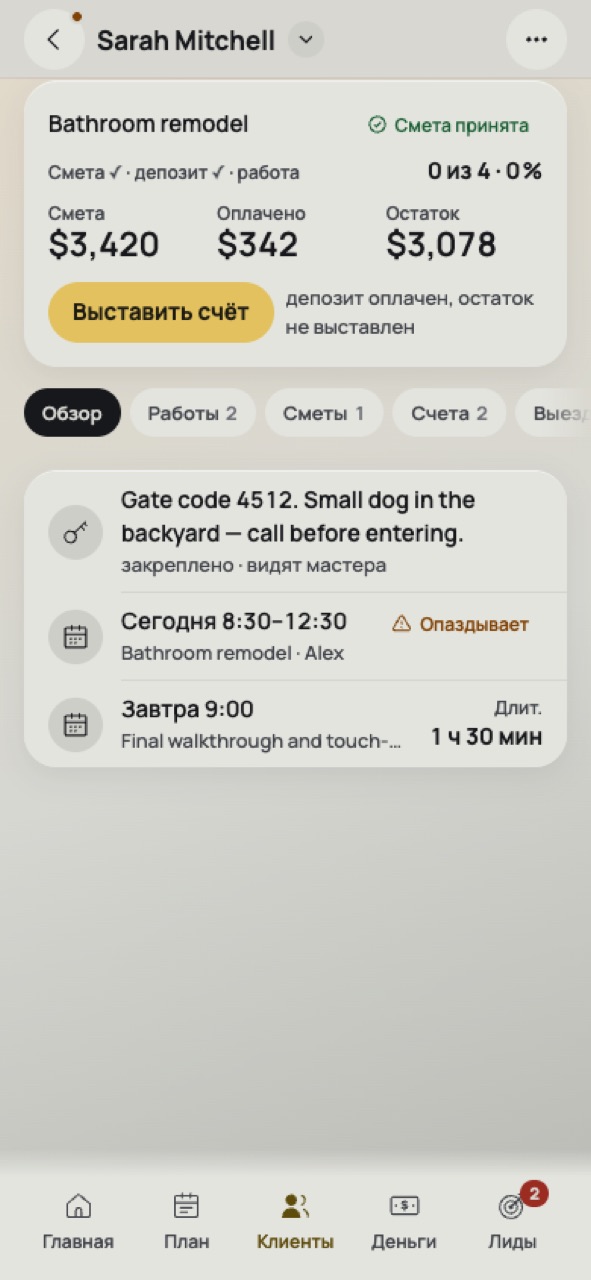 Sarah Mitchell
Bathroom remodel
Смета принята
Смета ✓ · депозит ✓ · работа
0 из 4 · 0%
Смета
Оплачено
Остаток
$3,420
$342
$3,078
Выставить счёт
депозит оплачен, остаток
не выставлен
Обзор
Работы 2
Сметы 1
Счета 2
Выезд
Gate code 4512. Small dog in the
backyard — call before entering.
закреплено · видят мастера
Сегодня 8:30–12:30
Опаздывает
Bathroom remodel · Alex
Завтра 9:00
Длит.
Final walkthrough and touch-...
1 ч 30 мин
Главная
План
Клиенты
Деньги
2
Лиды